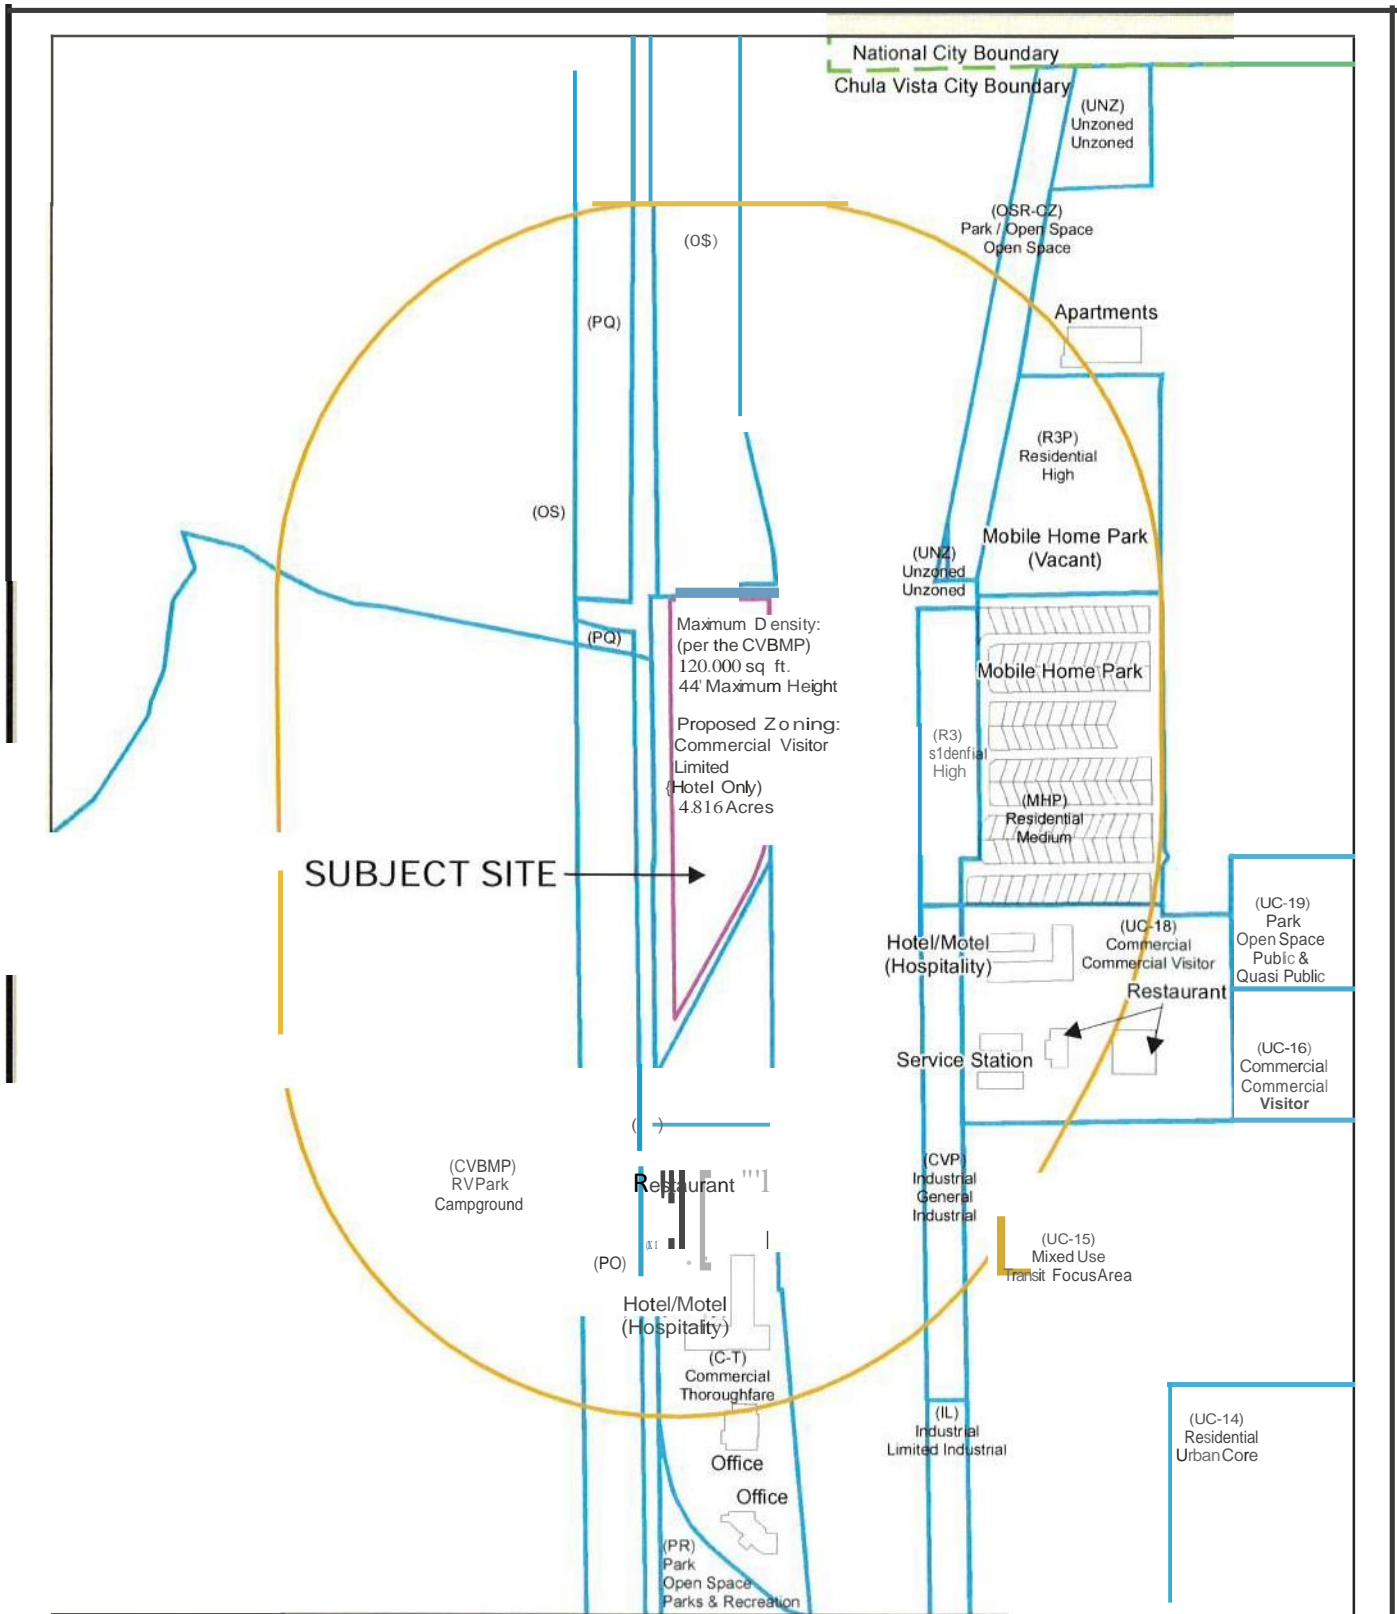 National City Boundary
Chula Vista City Boundary
(UNZ)
Unzoned
Unzoned
(OSR-CZ)
Park / Open Space
Open Space
(0$)
Apartments
(PQ)
(R3P)
Residential
High
(OS)
Mobile Home Park
(Vacant)
(UNZ)
Unzoned
Unzoned
(PQ)
Maximum D ensity:
(per the CVBMP)
120.000 sq ft.
44' Maximum Height
Proposed Zoning:
Commercial Visitor
Limited
{Hotel Only)
4.816 Acres
Mobile Home Park
(R3)
s1denfial
High
(MHP)
Residential
Medium
SUBJECT SITE
Hotel/Motel
(Hospitality)
(UC-18)
Commercial
Commercial Visitor
(UC-19)
Park
Open Space
Public &
Quasi Public
Restaurant
Service Station
(UC-16)
Commercial
Commercial
Visitor
( )
(CVBMP)
RV Park
Campground
Restaurant
(CVP)
Industrial
General
Industrial
(PO)
(UC-15)
Mixed Use
Transit Focus Area
Hotel/Motel
(Hospitality)
(C-T)
Commercial
Thoroughfare
(IL)
Industrial
Limited Industrial
(UC-14)
Residential
Urban Core
Office
Office
(PR)
Park
Open Space
Parks & Recreation